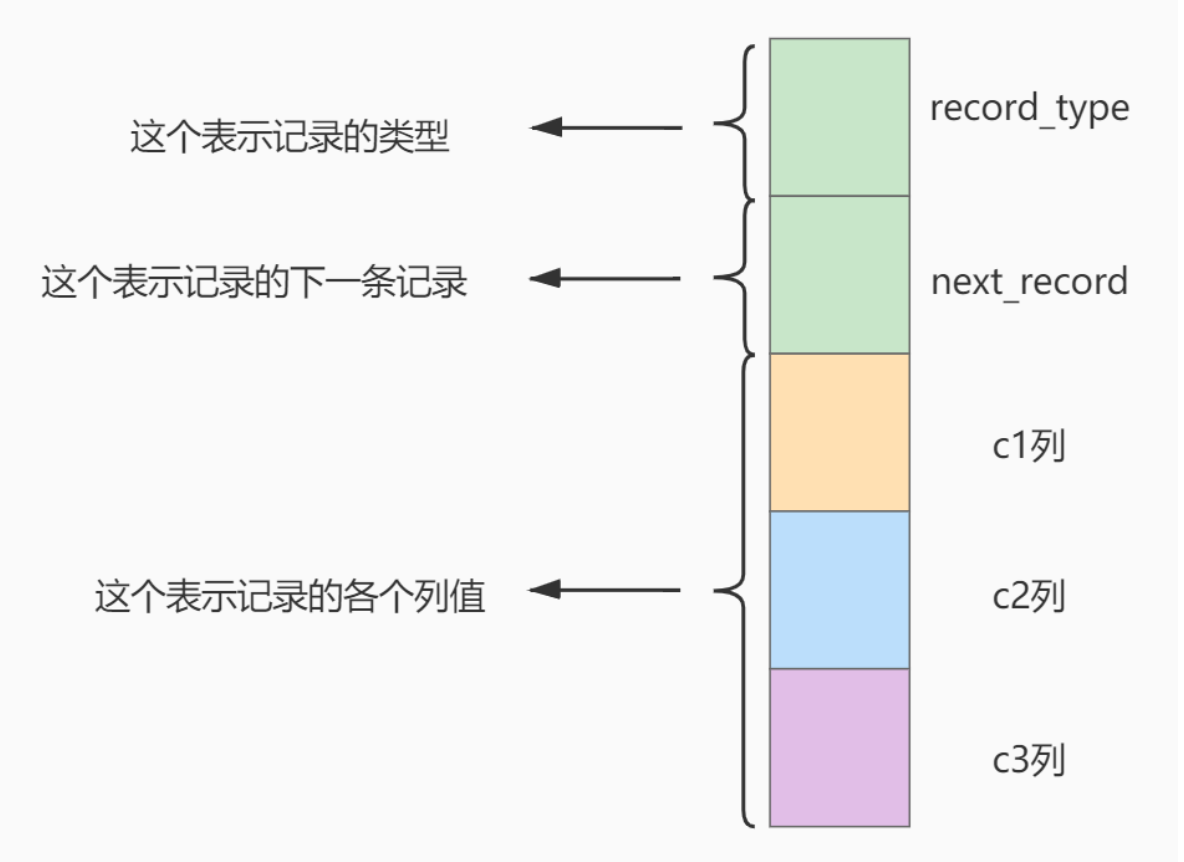 record_type
这个表示记录的类型
next_record
这个表示记录的下一条记录
c1列
c2列
这个表示记录的各个列值
c3列